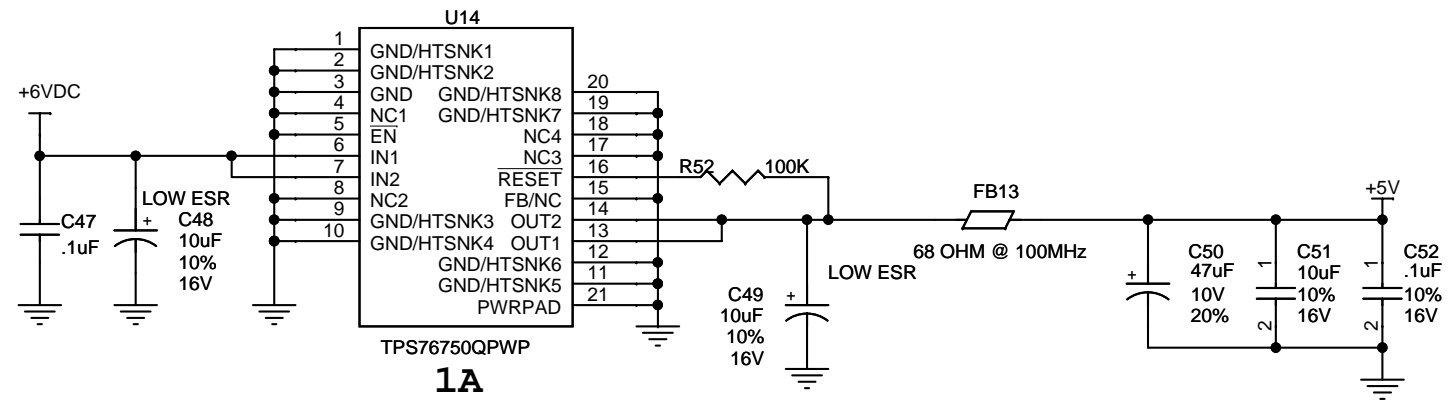 U14
1
2
3
4
5
6
7
8
9
10
GND/HTSNK1
GND/HTSNK2
GND
NC1
EN
IN1
IN2
NC2
GND/HTSNK3
GND/HTSNK4
GND/HTSNK8
GND/HTSNK7
NC4
NC3
RESET
FB/NC
OUT2
OUT1
GND/HTSNK6
GND/HTSNK5
PWRPAD
20
19
18
17
16
15
14
13
12
11
21
TPS76750QPWP
1A
+6VDC
C47
.1uF
LOW ESR
+
C48
10uF
10%
16V
R52
100K
LOW ESR
C49
10uF
10%
16V
+
FB13
68 OHM @ 100MHz
+5V
+
C50
47uF
10V
20%
1
2
C51
10uF
10%
16V
1
2
C52
.1uF
10%
16V